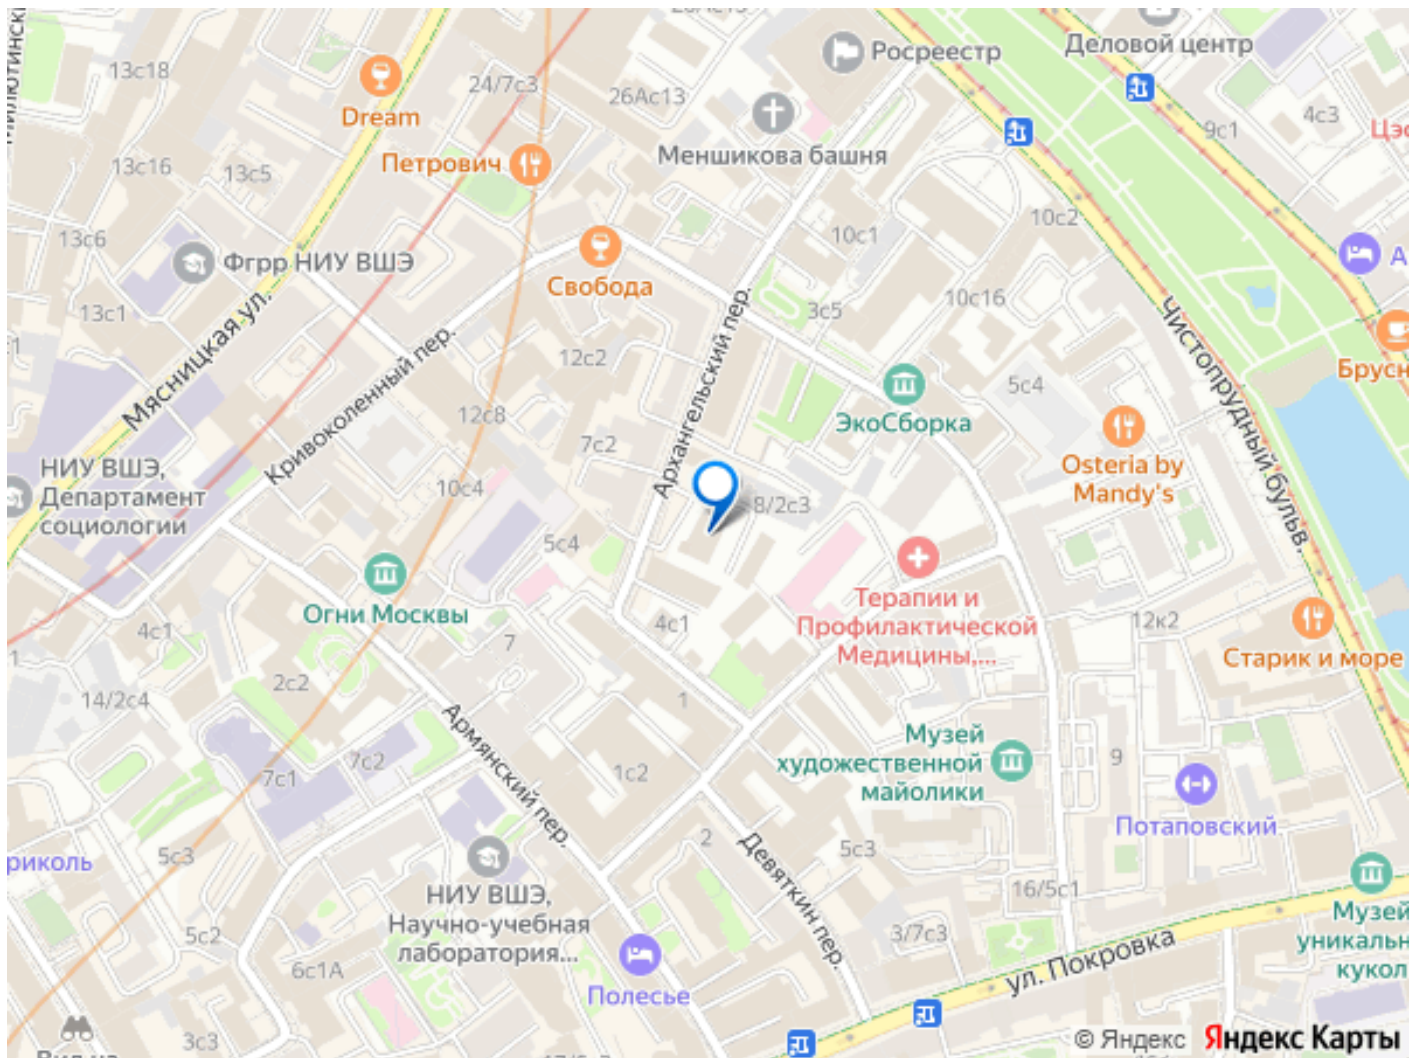 13с18
Dream
24/7с3
26Ас13
Росреестр
Деловой центр
9с1
4с3
Меншикова башня
Петрович
13с16
13с5
13с6
Фгрр НИУ ВШЭ
13с1
Свобода
10с1
10с2
10с16
3с5
12с2
Мясницкая ул.
Кривоколенный пер.
Архангельский пер.
Чистопрудный бульв.
12с8
7с2
10с4
ЭкоСборка
5с4
Osteria by
Mandy's
НИУ ВШЭ,
Департамент
социологии
8/2с3
5с4
Огни Москвы
4с1
7
4с1
Терапии и
Профилактической
Медицины,...
12к2
Старик и море
2с2
14/2с4
1
Армянский пер.
7с1
7с2
1с2
Музей
художественной
майолики
9
Потаповский
2
Девяткин пер.
5с3
5с3
НИУ ВШЭ,
Научно-учебная
лаборатория...
16/5с1
3/7с3
ул. Покровка
Музей
5с2
6с1А
Полесье
3с3
© Яндекс Яндекс Карты